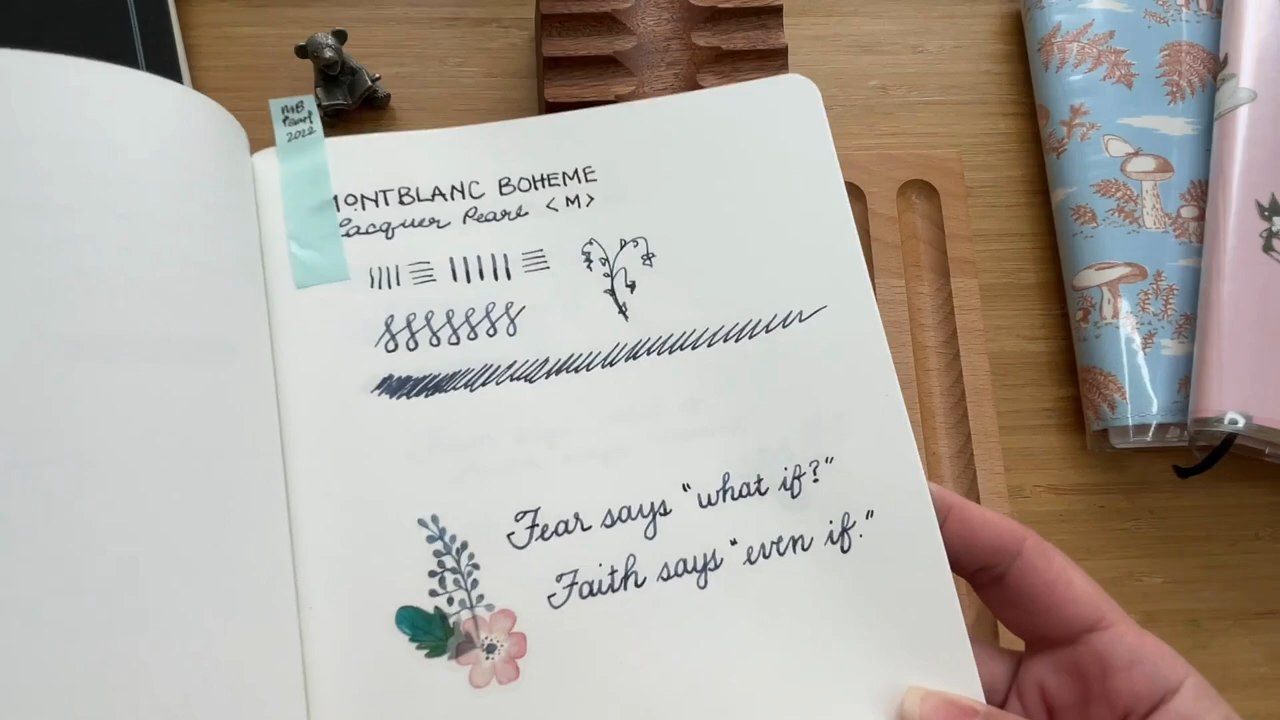 MB
Pearl
2022
MONTBLANC BOHEME
Lacquer Pearl <M>
Fear says "what if?"
Faith says "even if."